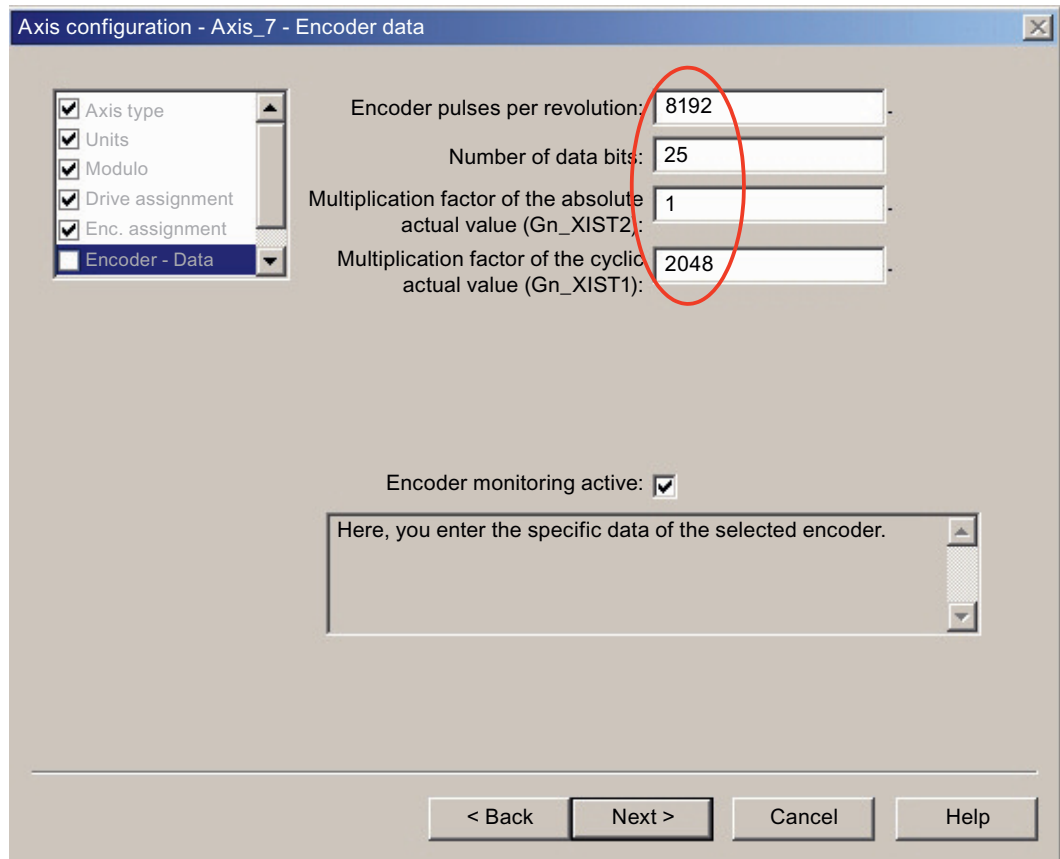 Axis configuration - Axis_7 - Encoder data
Axis type
Units
Modulo
Drive assignment
Enc. assignment
Encoder - Data
Encoder pulses per revolution: 8192 -
Number of data bits: 25
Multiplication factor of the absolute
actual value (Gn_XIST2): 1 -
Multiplication factor of the cyclic
actual value (Gn_XIST1): 2048 -
Encoder monitoring active:
Here, you enter the specific data of the selected encoder.
< Back
Next >
Cancel
Help